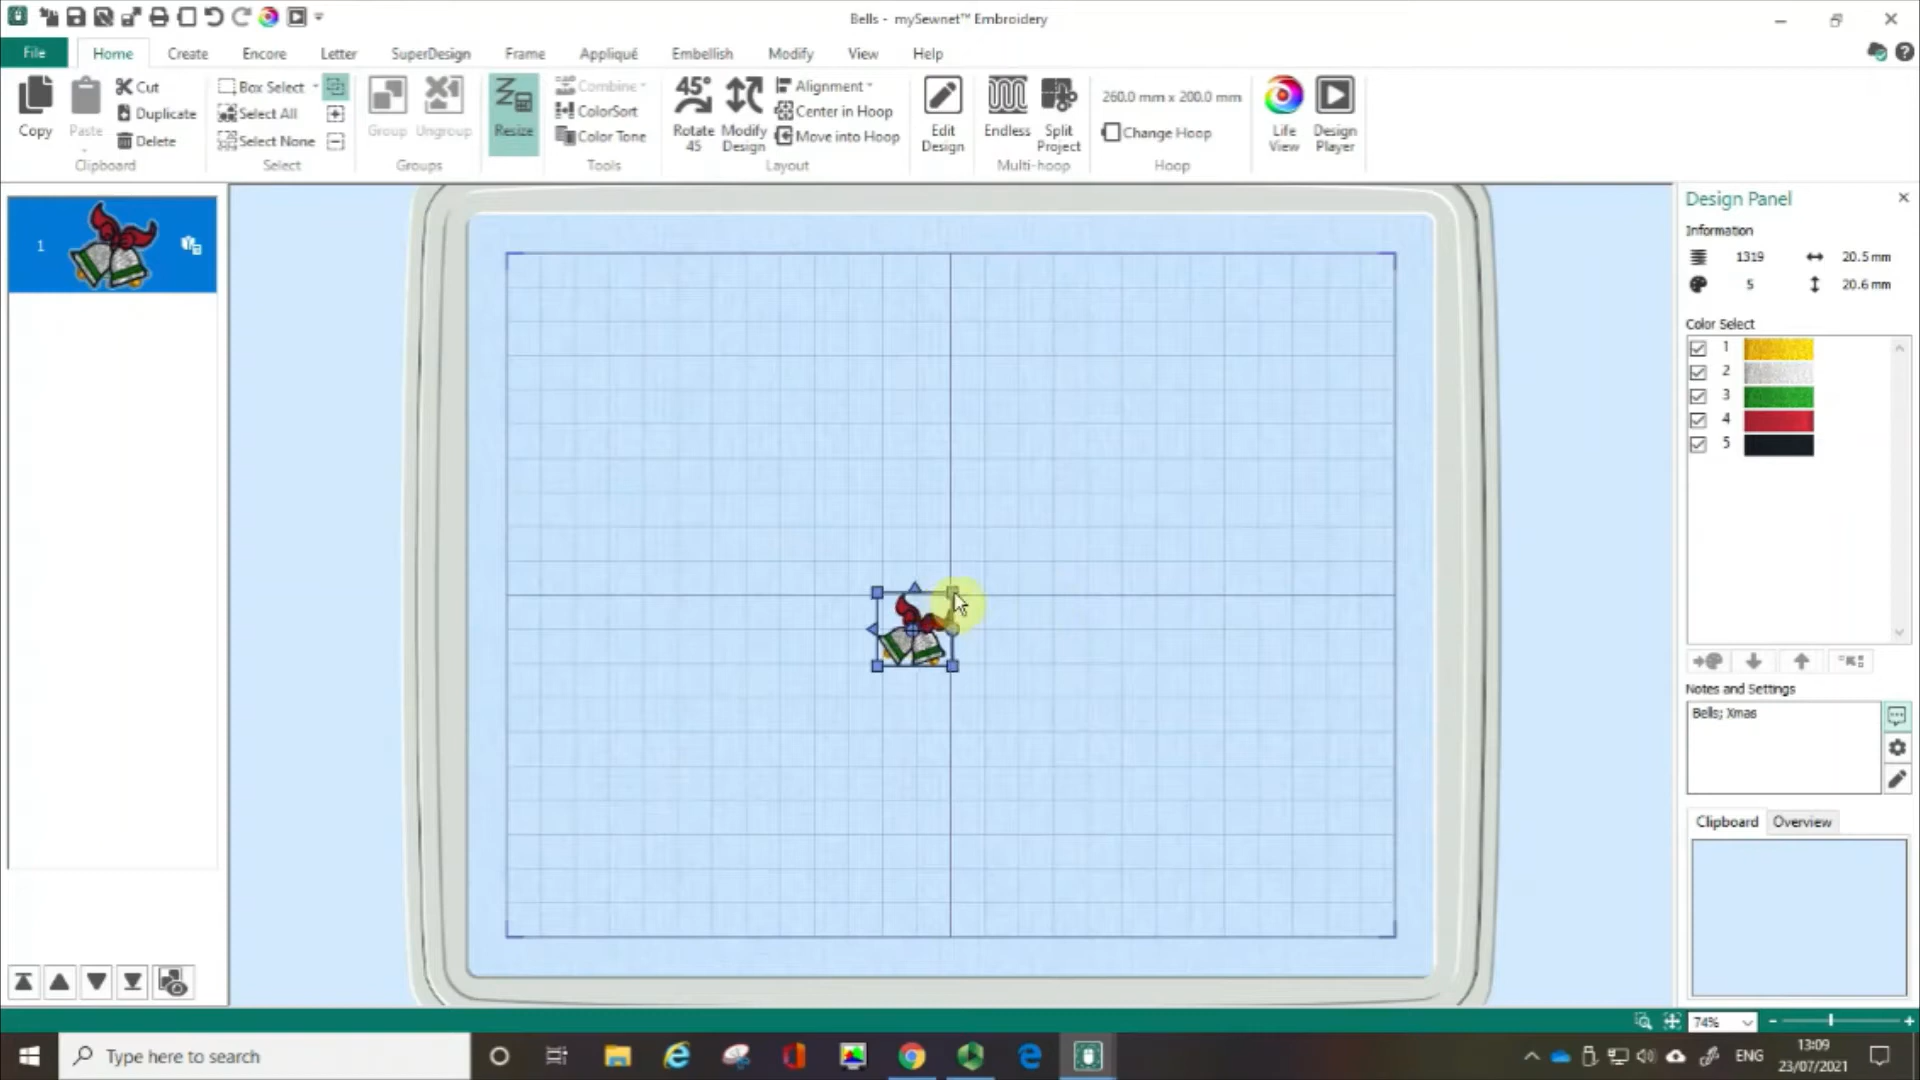 Bells - mySewnet™ Embroidery
File Home Create Encore Letter SuperDesign Frame Appliqué Embellish Modify View Help
Copy Paste Cut Duplicate Delete
Clipboard
Box Select Select All Select None
Select
Group Ungroup
Groups
Resize
Combine
ColorSort
Color Tone
Tools
Rotate 45 Modify Design
45°
Alignment
Center in Hoop
Move into Hoop
Layout
Edit Design
Endless Split Project
Multi-hoop
260.0 mm x 200.0 mm
Change Hoop
Hoop
Life View Design Player
1
Design Panel
Information
1319 20.5 mm
5 20.6 mm
Color Select
1
2
3
4
5
Notes and Settings
Bells; Xmas
Clipboard Overview
74%
Type here to search
ENG
13:09
23/07/2021